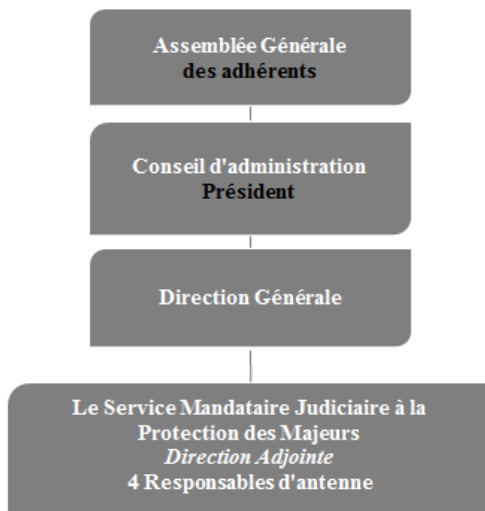 Assemblée Générale
des adhérents
Conseil d'administration
Président
Direction Générale
Le Service Mandataire Judiciaire à la
Protection des Majeurs
Direction Adjointe
4 Responsables d'antenne